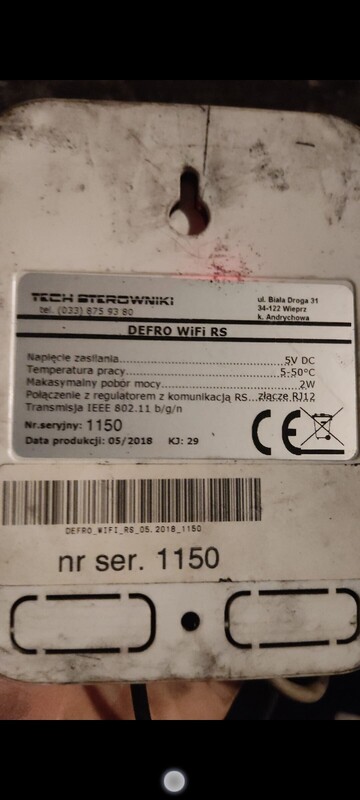 TECH STEROWNIKI
tel. (033) 875 93 80
ul. Biała Droga 31
34-122 Wieprz
k. Andrychowa
DEFRO WiFi RS
Napięcie zasilania..........................................5V DC
Temperatura pracy........................................5-50°C
Maksymalny pobór mocy...................................2W
Połączenie z regulatorem z komunikacją RS...złącze RJ12
Transmisja IEEE 802.11 b/g/n
Nr.seryjny: 1150
Data produkcji: 05/2018 KJ: 29
CE
DEFRO_WIFI_RS_05.2018_1150
nr ser. 1150